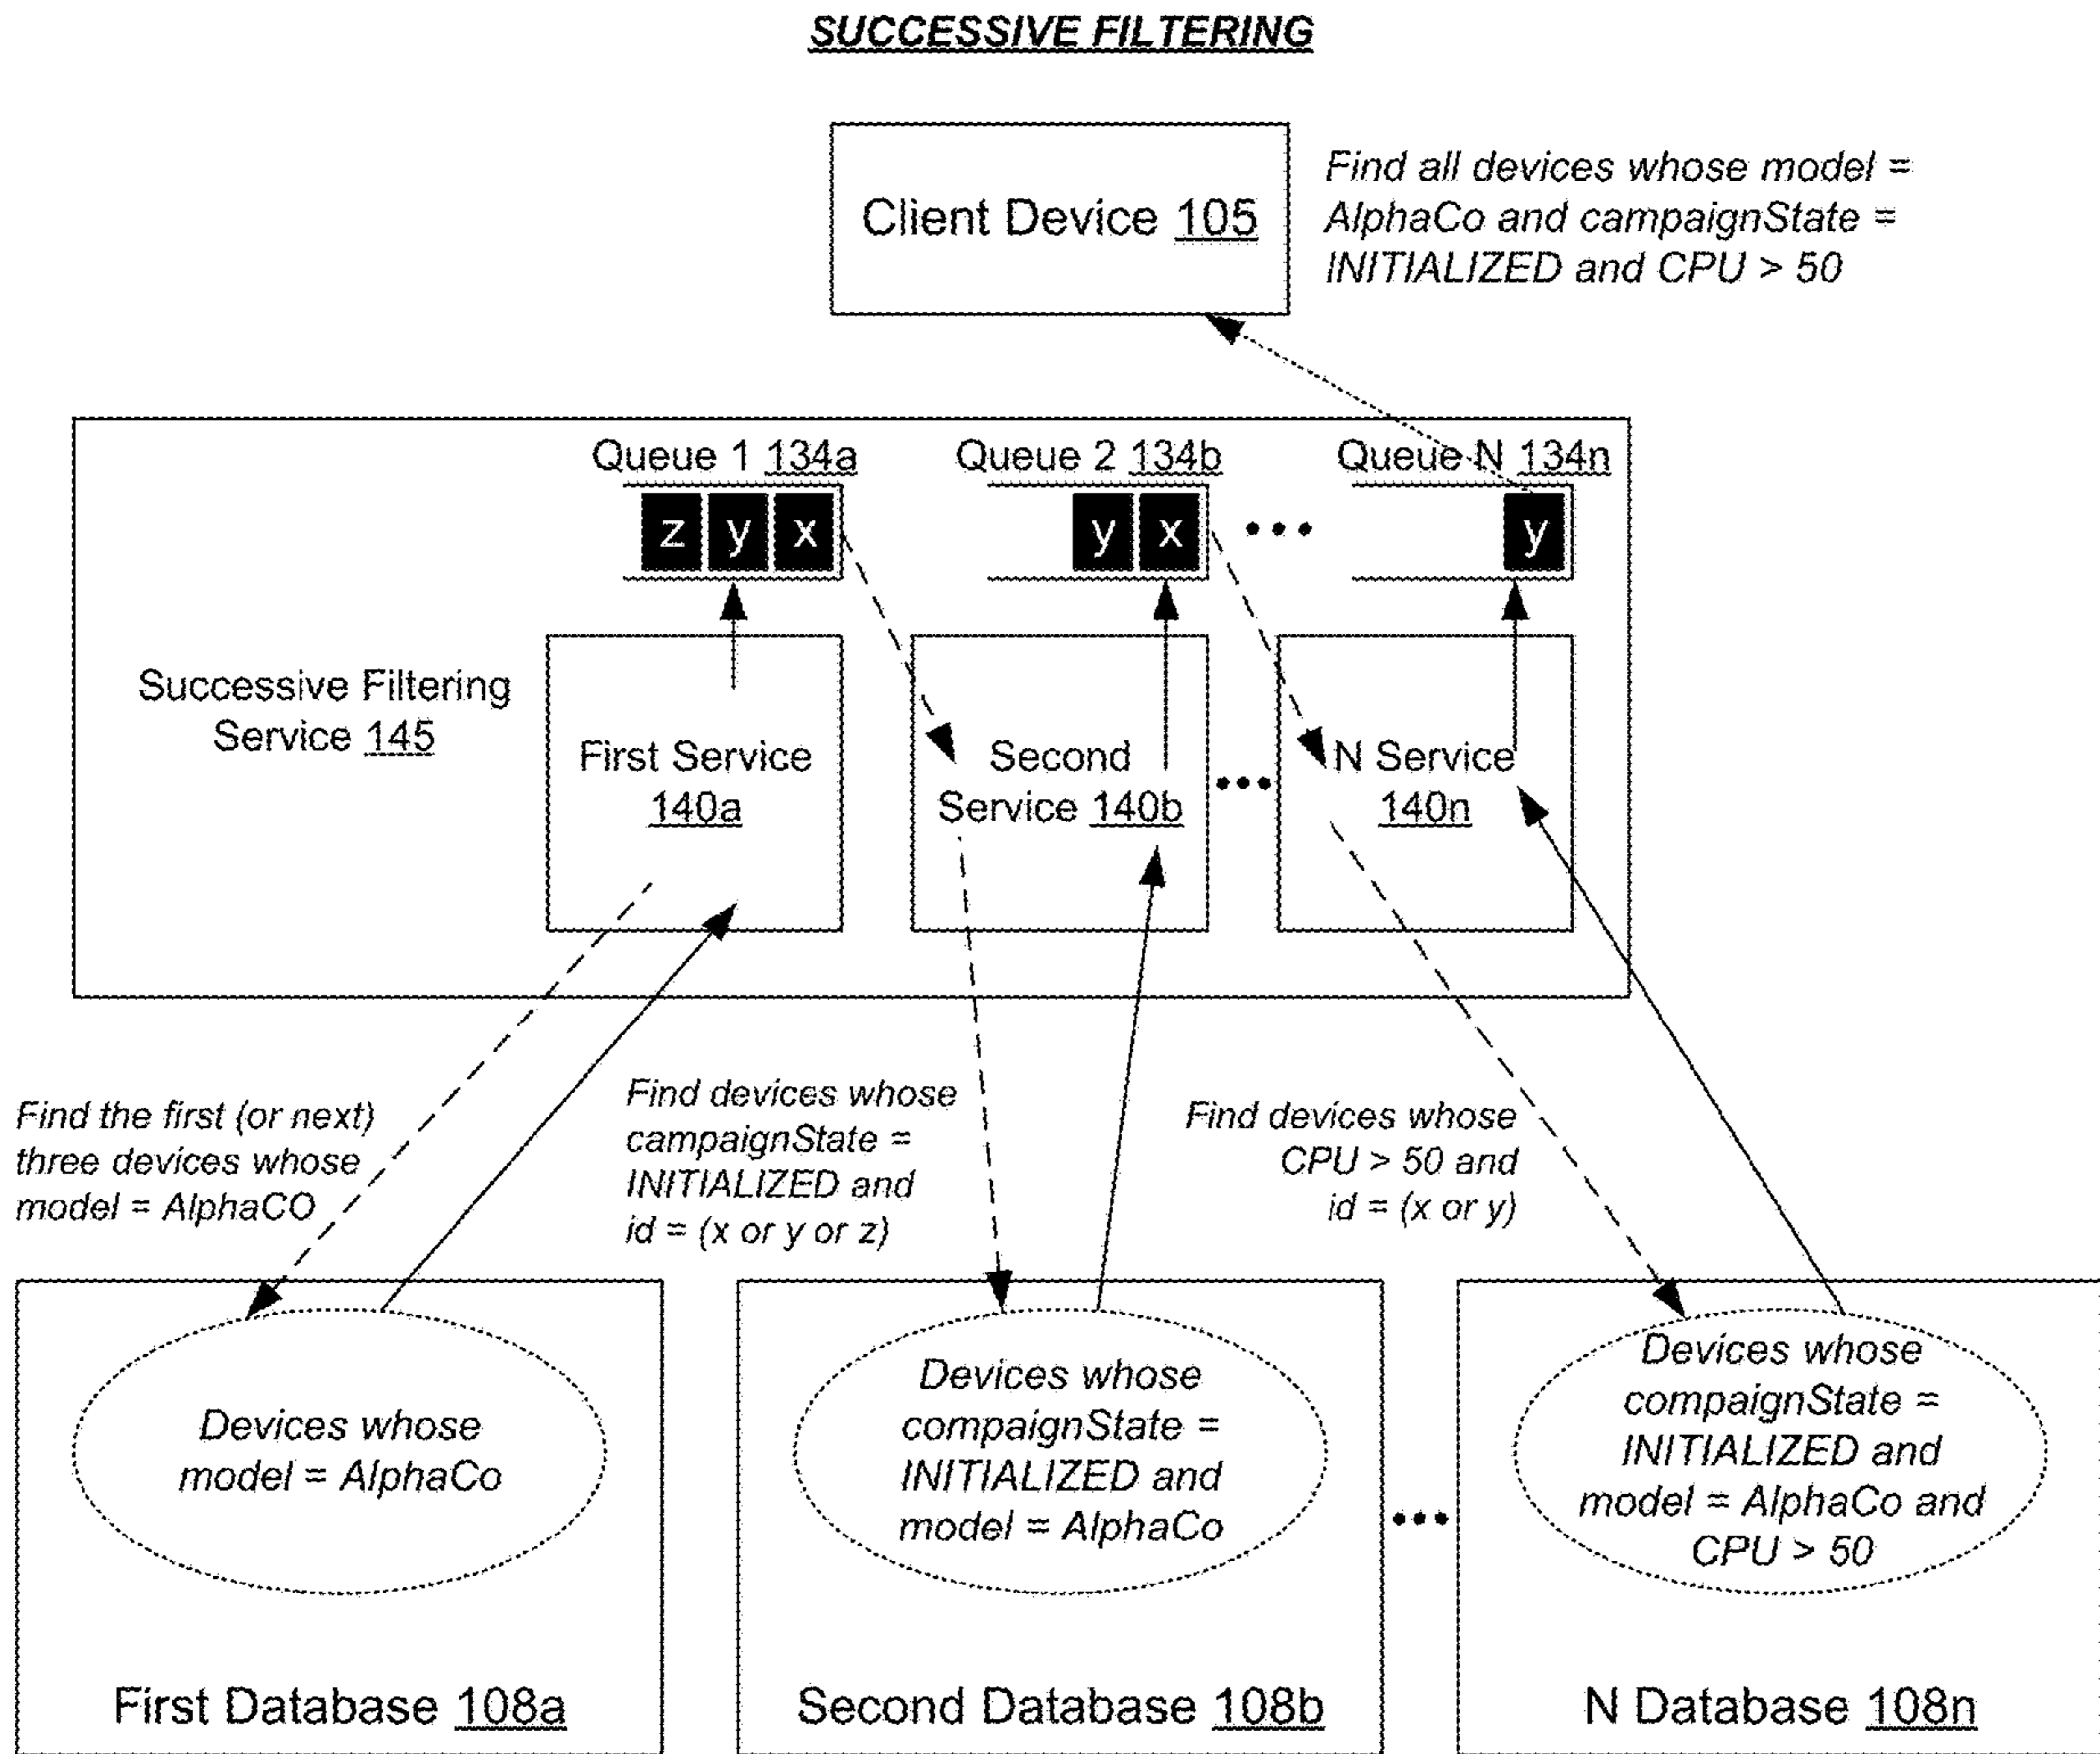 SUCCESSIVE FILTERING
Client Device 105
Find all devices whose model =
AlphaCo and campaignState =
INITIALIZED and CPU > 50
Queue 1 134a
Queue 2 134b
Queue N 134n
z y x
y x
y
Successive Filtering
Service 145
First Service
140a
Second
Service 140b
N Service
140n
Find the first (or next)
three devices whose
model = AlphaCO
Find devices whose
campaignState =
INITIALIZED and
id = (x or y or z)
Find devices whose
CPU > 50 and
id = (x or y)
Devices whose
model = AlphaCo
First Database 108a
Devices whose
compaignState =
INITIALIZED and
model = AlphaCo
Second Database 108b
Devices whose
compaignState =
INITIALIZED and
model = AlphaCo and
CPU > 50
N Database 108n